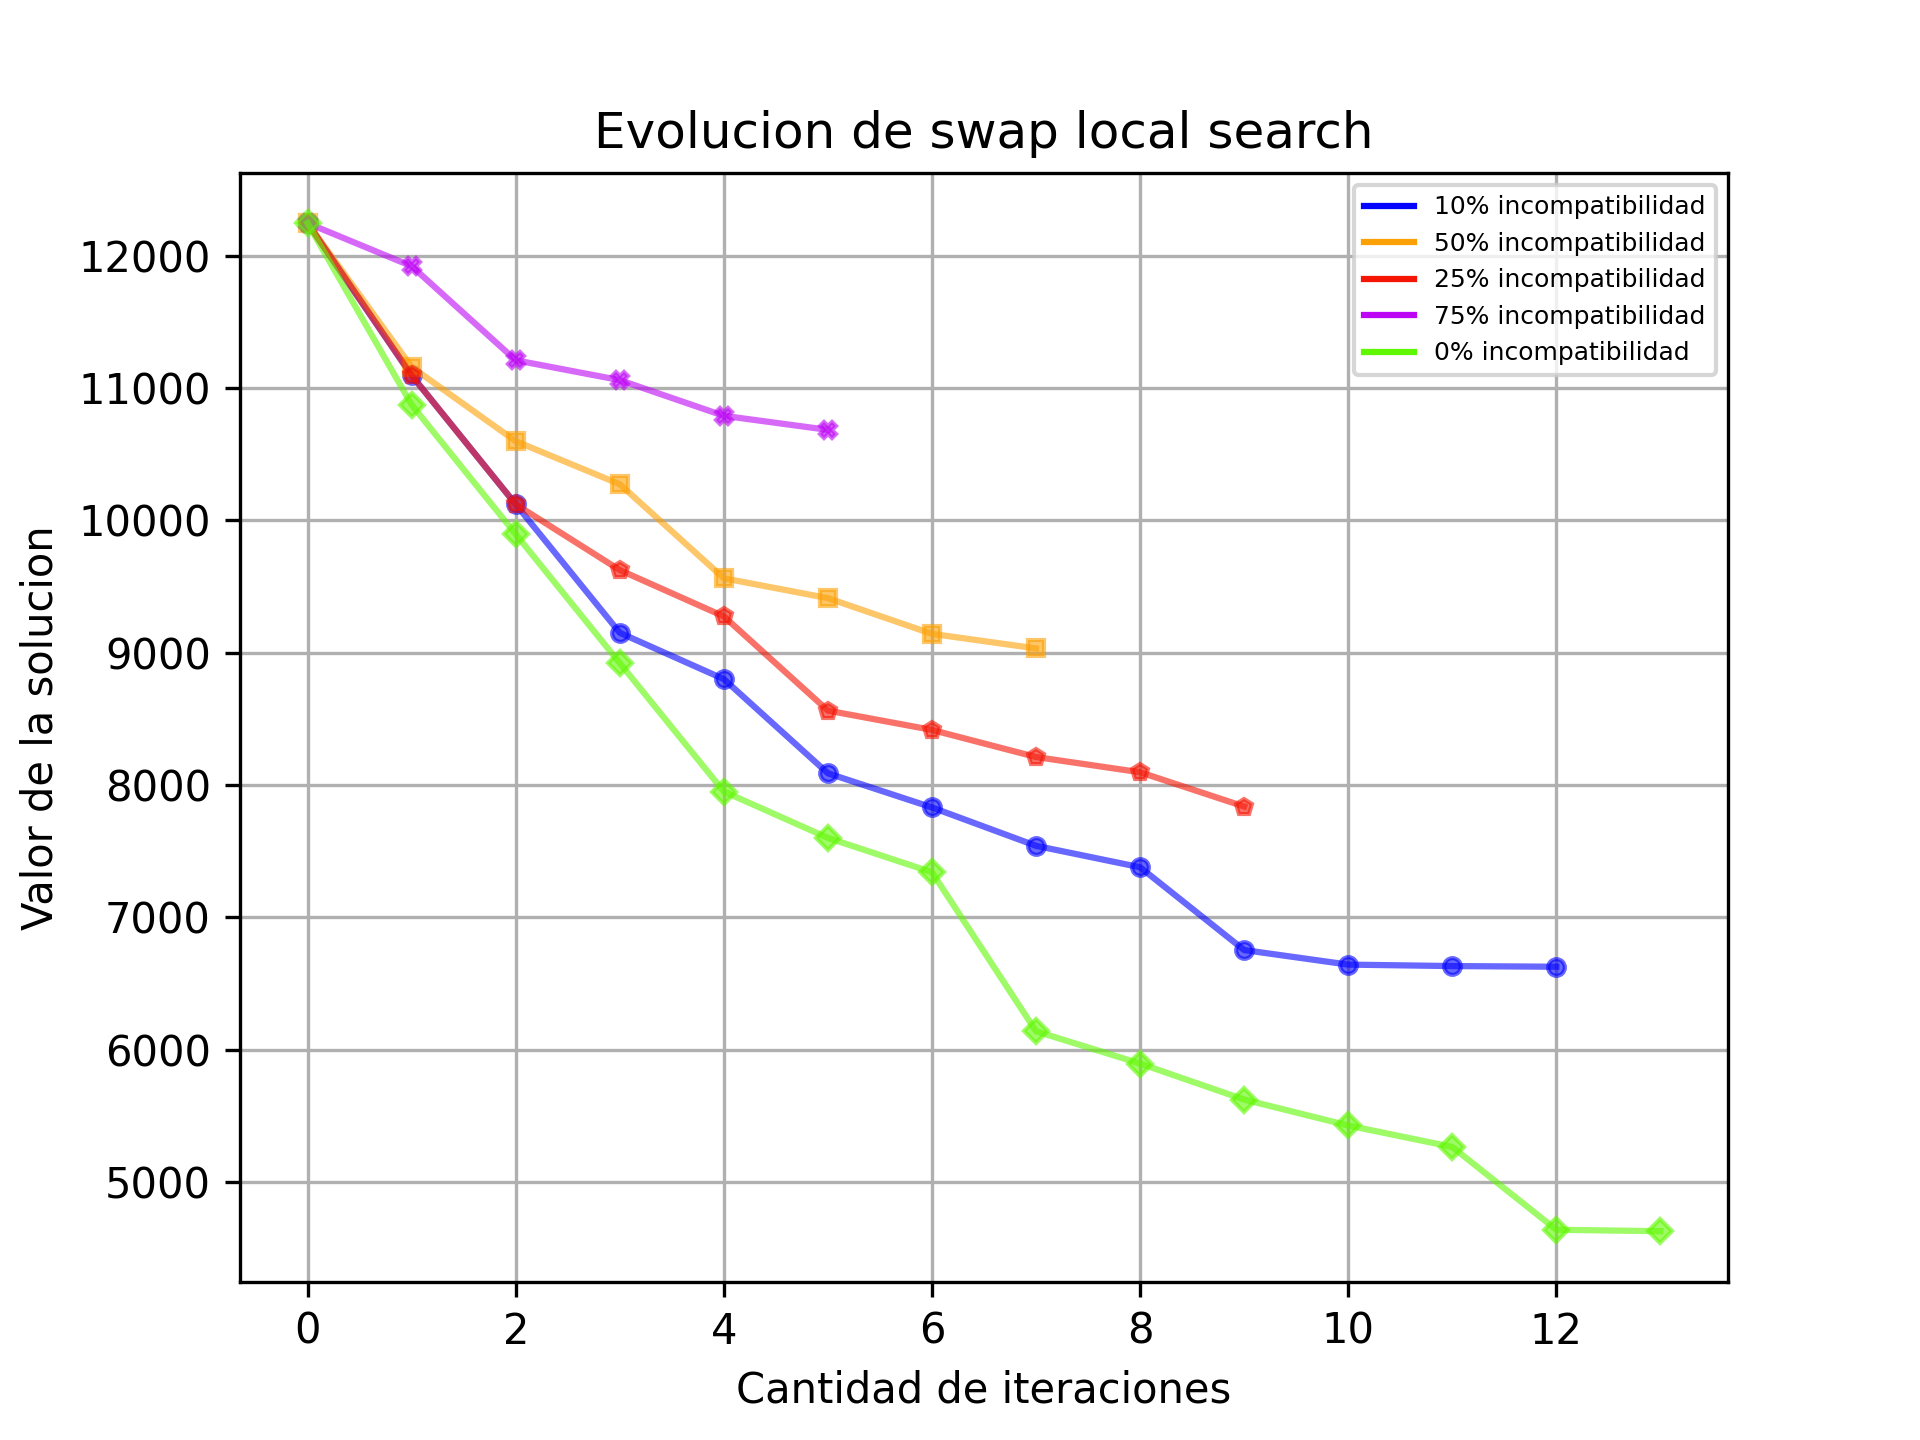 Evolucion de swap local search
10% incompatibilidad
50% incompatibilidad
25% incompatibilidad
75% incompatibilidad
0% incompatibilidad
Valor de la solucion
12000
11000
10000
9000
8000
7000
6000
5000
0 2 4 6 8 10 12
Cantidad de iteraciones